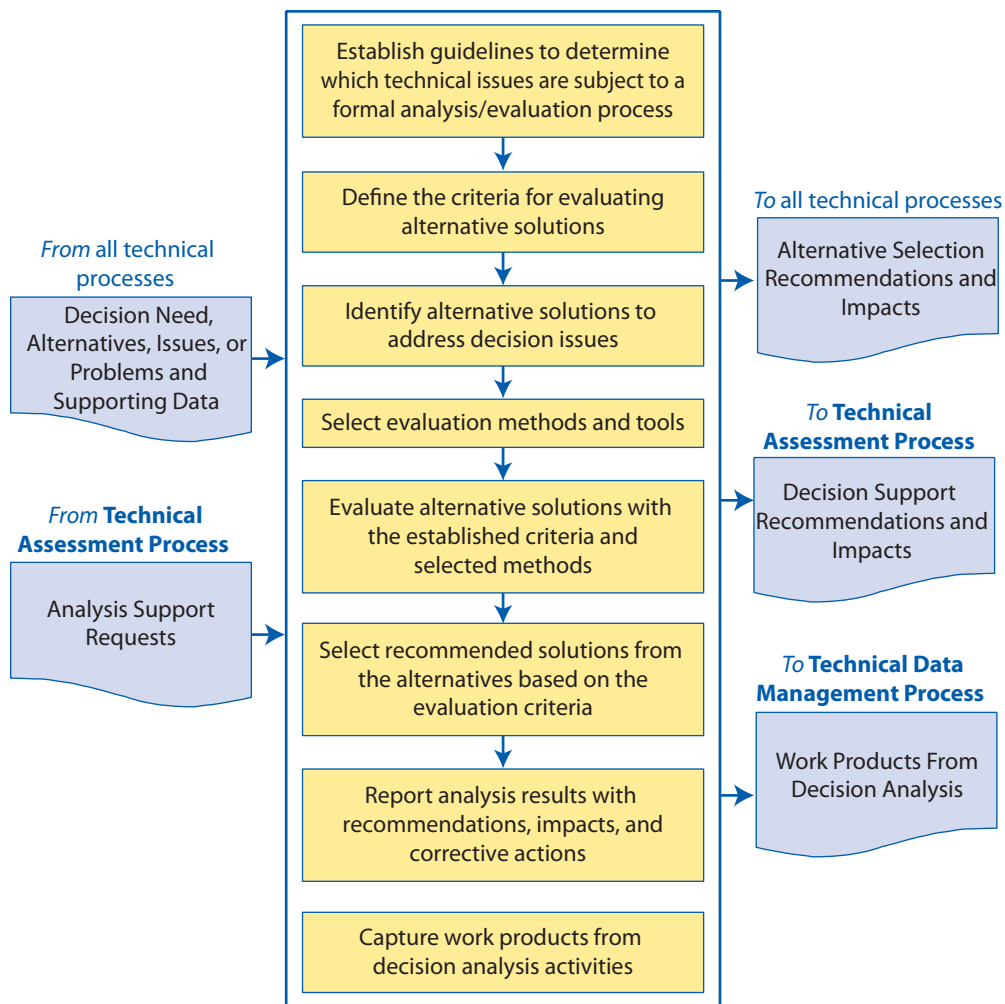 Establish guidelines to determine
which technical issues are subject to a
formal analysis/evaluation process
Define the criteria for evaluating
alternative solutions
Identify alternative solutions to
address decision issues
Select evaluation methods and tools
Evaluate alternative solutions with
the established criteria and
selected methods
Select recommended solutions from
the alternatives based on the
evaluation criteria
Report analysis results with
recommendations, impacts, and
corrective actions
Capture work products from
decision analysis activities
From all technical
processes
Decision Need,
Alternatives, Issues, or
Problems and
Supporting Data
From Technical
Assessment Process
Analysis Support
Requests
To all technical processes
Alternative Selection
Recommendations and
Impacts
To Technical
Assessment Process
Decision Support
Recommendations and
Impacts
To Technical Data
Management Process
Work Products From
Decision Analysis